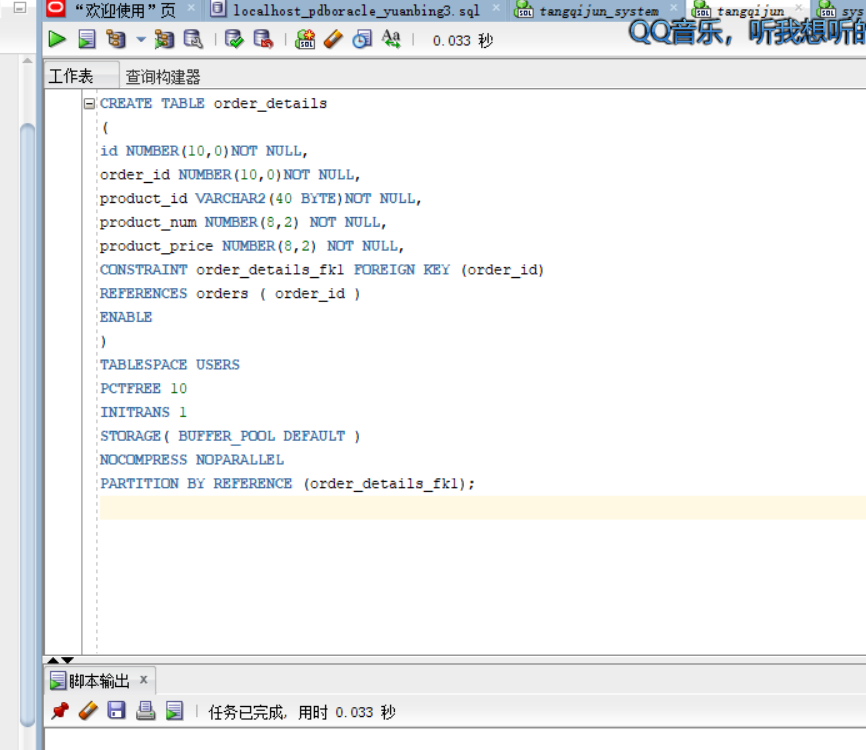 “欢迎使用”页 localhost_pdboracle_yuanbing3.sql tangqijun_system tangqijun sys
0.033 秒 QQ音乐，听我想听的
工作表 查询构建器
CREATE TABLE order_details
(
id NUMBER(10,0)NOT NULL,
order_id NUMBER(10,0)NOT NULL,
product_id VARCHAR2(40 BYTE)NOT NULL,
product_num NUMBER(8,2) NOT NULL,
product_price NUMBER(8,2) NOT NULL,
CONSTRAINT order_details_fk1 FOREIGN KEY (order_id)
REFERENCES orders ( order_id )
ENABLE
)
TABLESPACE USERS
PCTFREE 10
INITRANS 1
STORAGE( BUFFER_POOL DEFAULT )
NOCOMPRESS NOPARALLEL
PARTITION BY REFERENCE (order_details_fk1);
脚本输出 x
任务已完成, 用时 0.033 秒